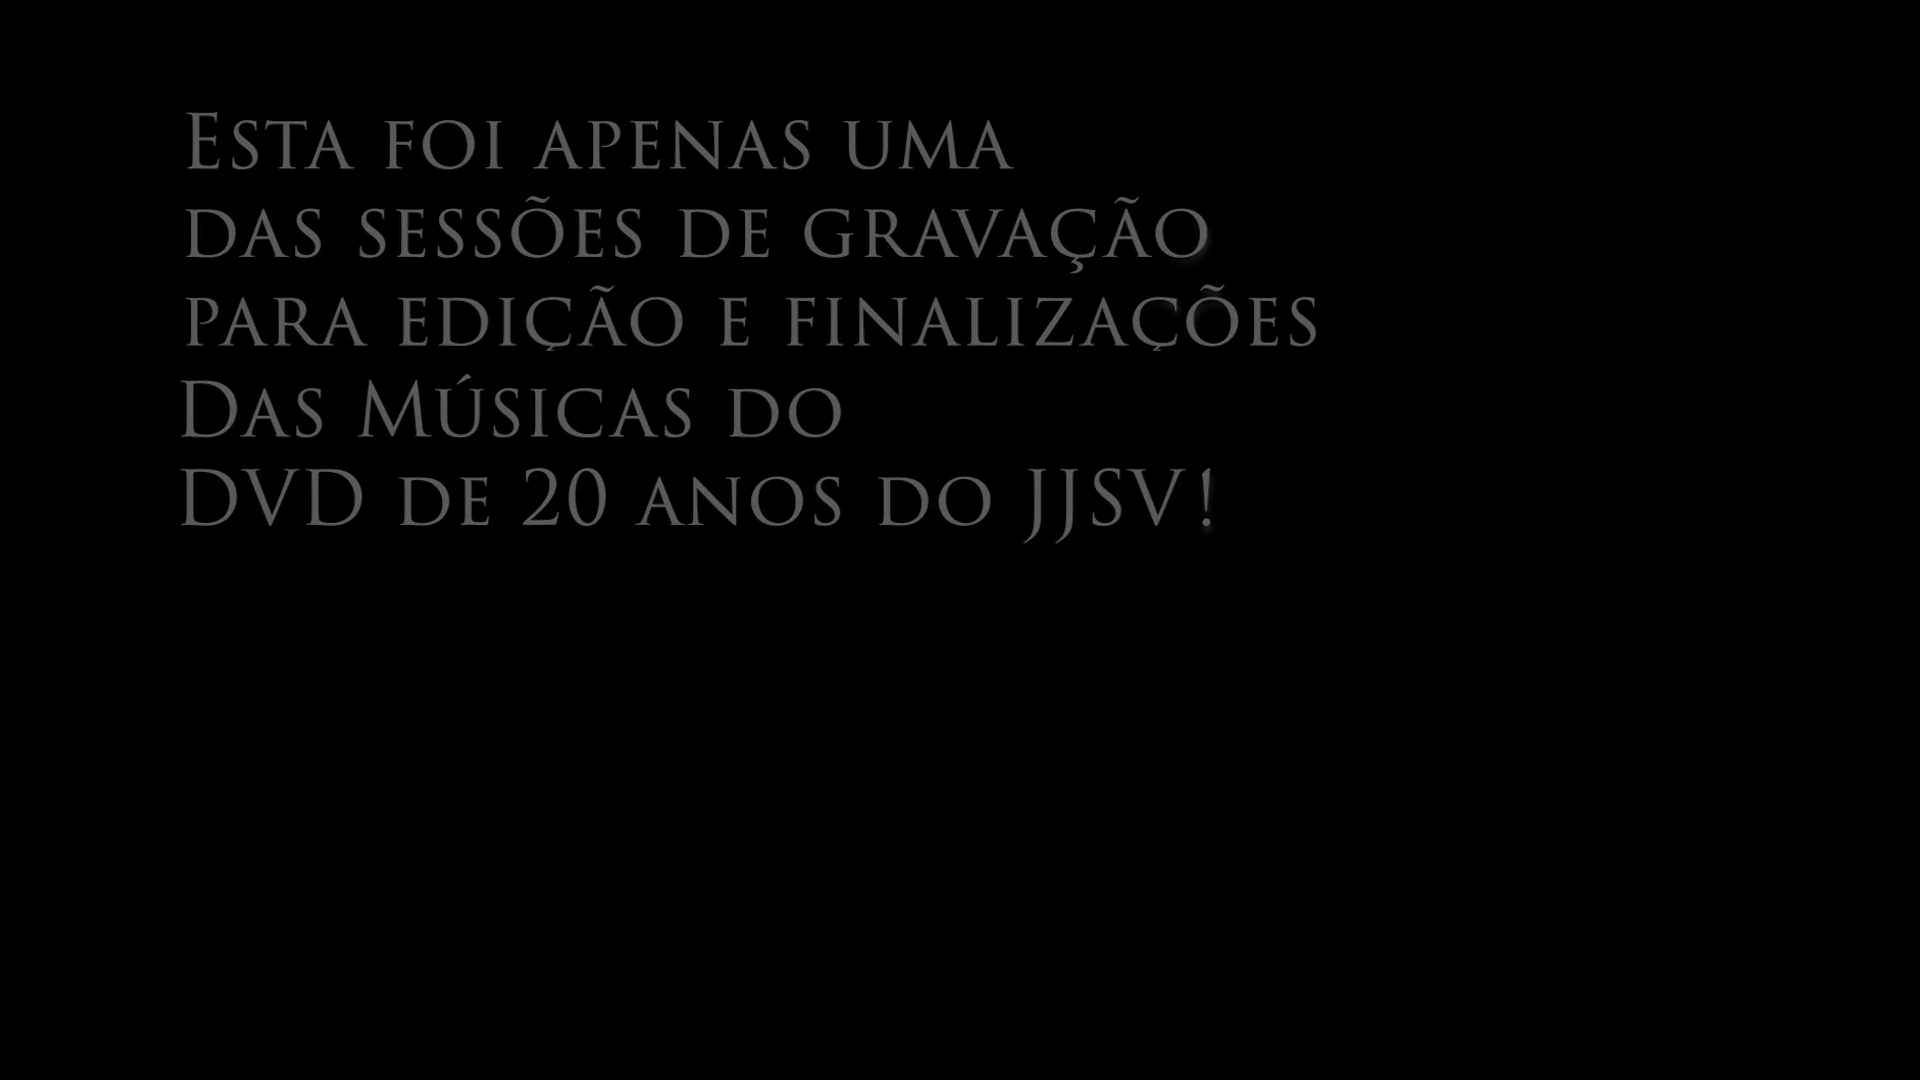 Esta foi apenas uma
das sessões de gravação
para edição e finalizações
Das Músicas do
DVD de 20 anos do JJSV!